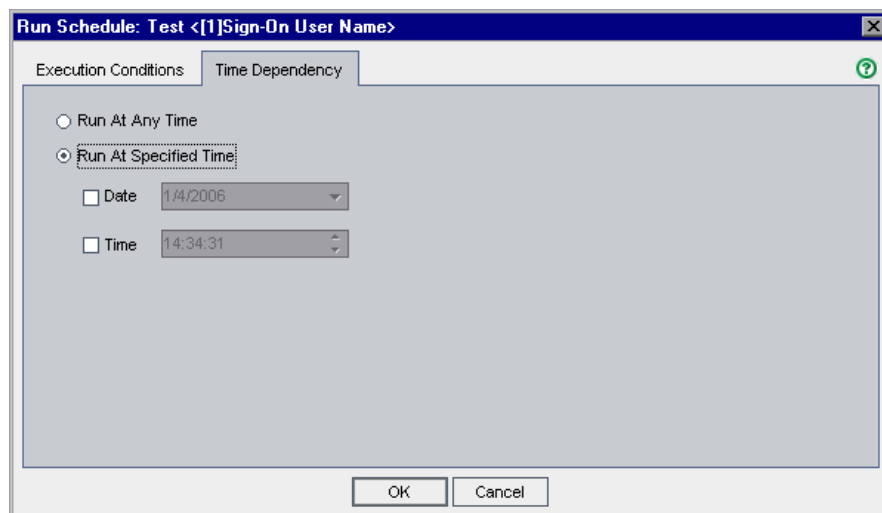 Run Schedule: Test <[1]Sign-On User Name>
Execution Conditions
Time Dependency
Run At Any Time
Run At Specified Time
Date 1/4/2006
Time 14:34:31
OK Cancel